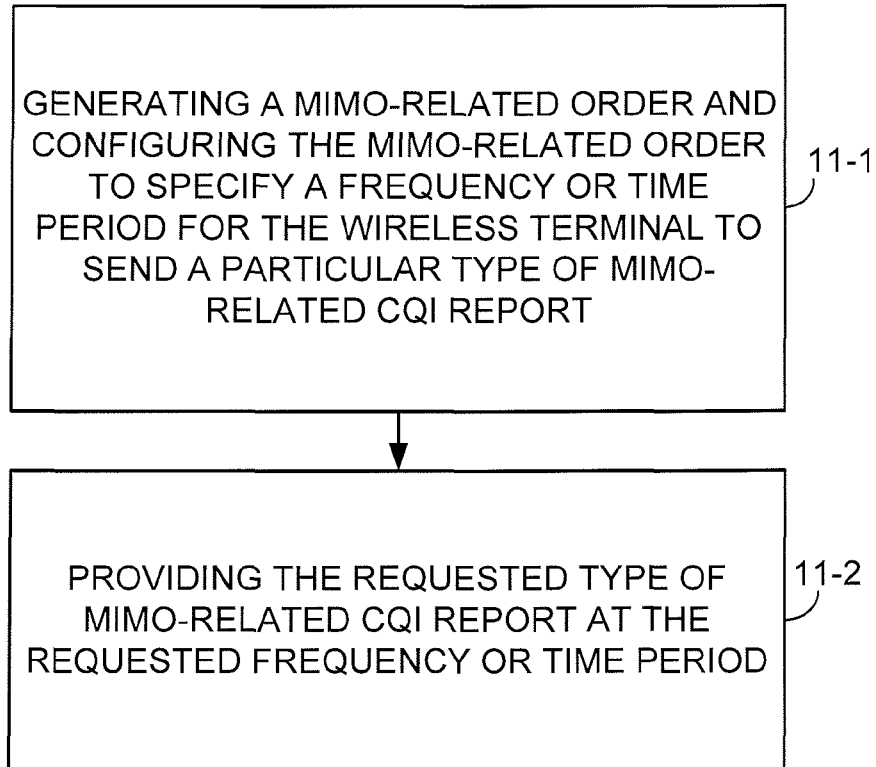 GENERATING A MIMO-RELATED ORDER AND
CONFIGURING THE MIMO-RELATED ORDER
TO SPECIFY A FREQUENCY OR TIME
PERIOD FOR THE WIRELESS TERMINAL TO
SEND A PARTICULAR TYPE OF MIMO-
RELATED CQI REPORT
11-1
PROVIDING THE REQUESTED TYPE OF
MIMO-RELATED CQI REPORT AT THE
REQUESTED FREQUENCY OR TIME PERIOD
11-2